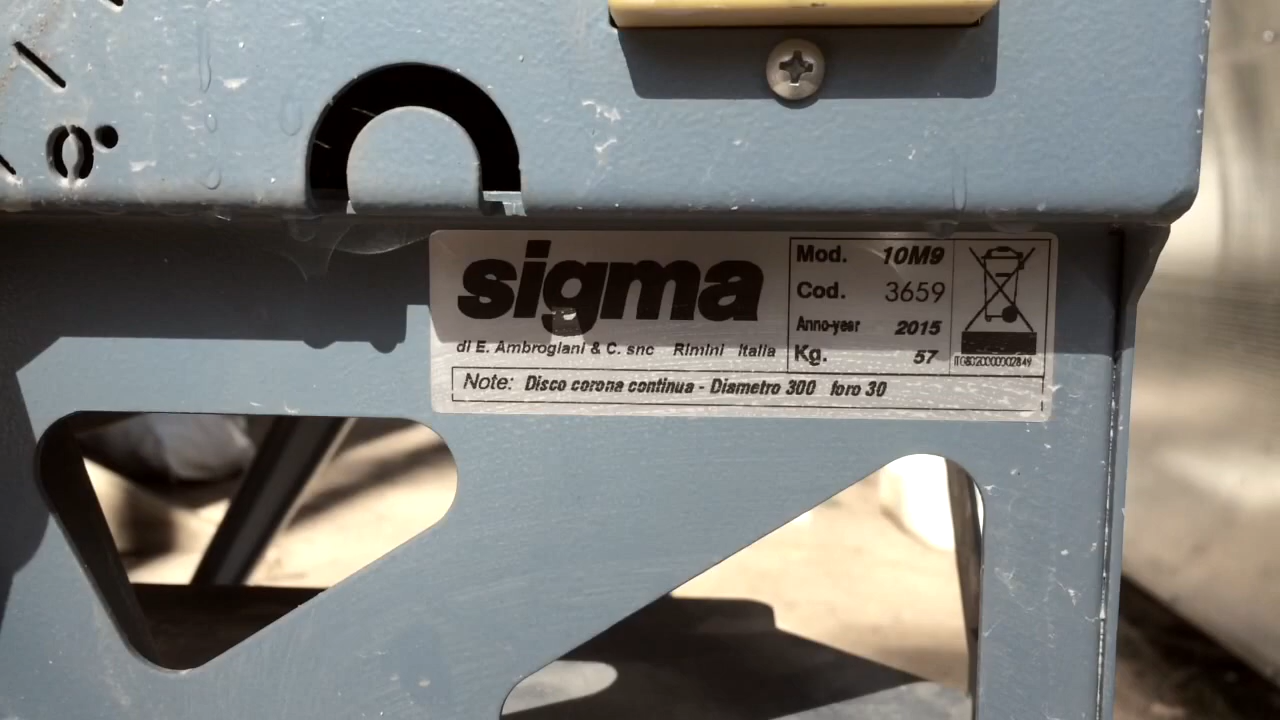 0°
sigma
di E. Ambrogiani & C. snc Rimini Italia
Mod. 10M9
Cod. 3659
Anno-year 2015
Kg. 57
Note: Disco corona continua - Diametro 300 foro 30